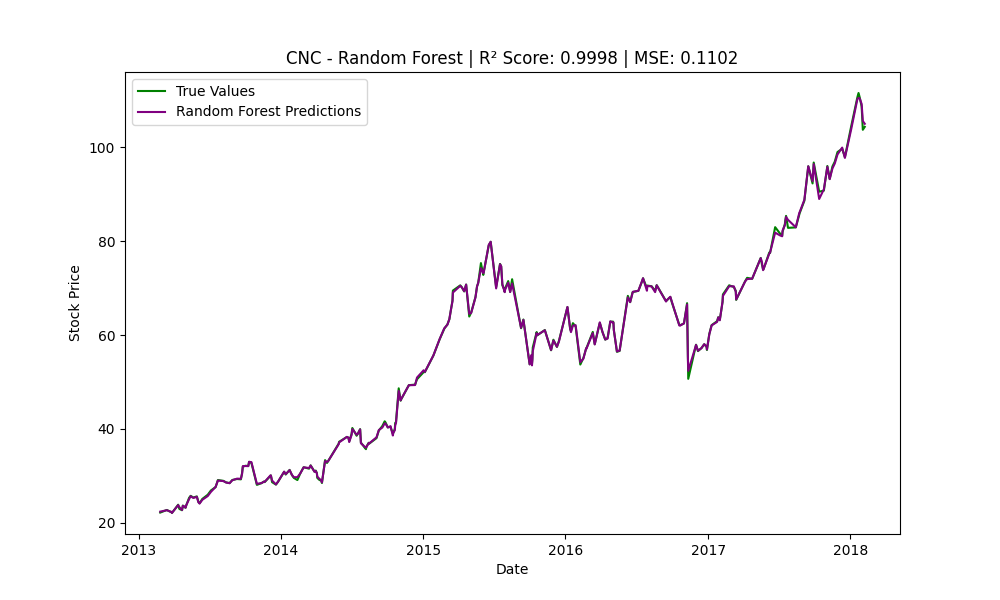 CNC - Random Forest | R² Score: 0.9998 | MSE: 0.1102
True Values
Random Forest Predictions
Stock Price
100
80
60
40
20
2013 2014 2015 2016 2017 2018
Date